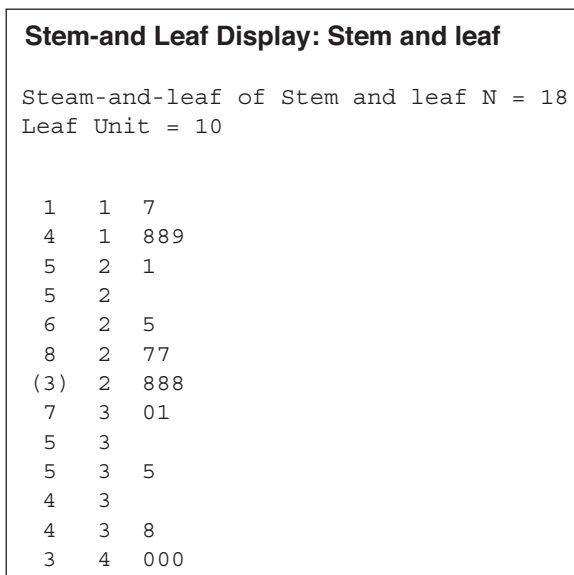 Stem-and Leaf Display: Stem and leaf
Steam-and-leaf of Stem and leaf N = 18
Leaf Unit = 10
1 1 7
4 1 889
5 2 1
5 2
6 2 5
8 2 77
(3) 2 888
7 3 01
5 3
5 3 5
4 3
4 3 8
3 4 000